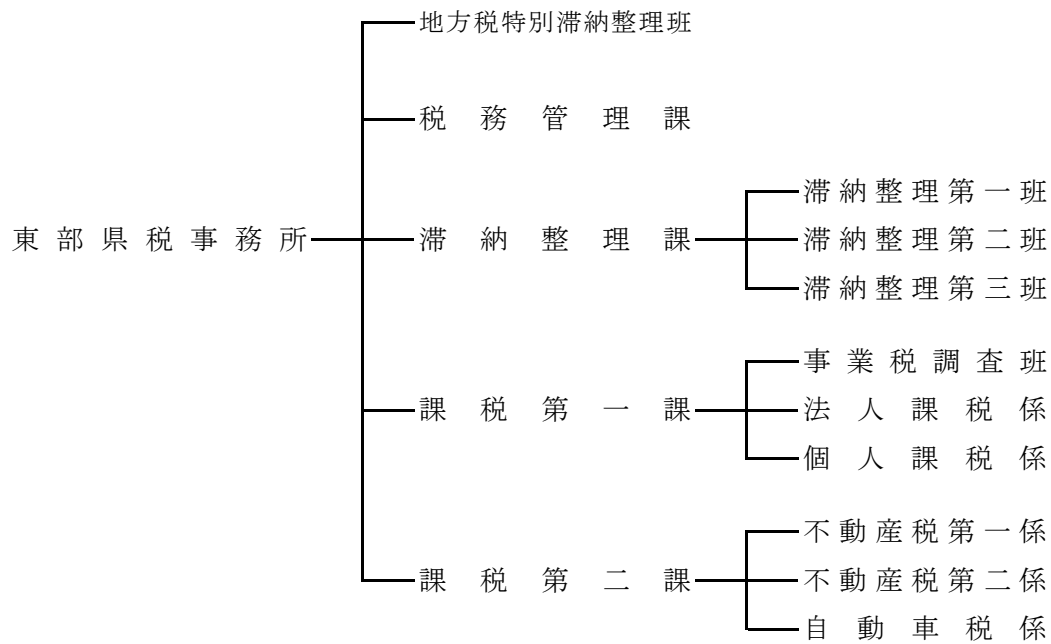 地方税特別滞納整理班
税務管理課
滞納整理第一班
東部県税事務所 滞納整理課 滞納整理第二班
滞納整理第三班
事業税調査班
課税第一課 法人課税係
個人課税係
不動産税第一係
課税第二課 不動産税第二係
自動車税係